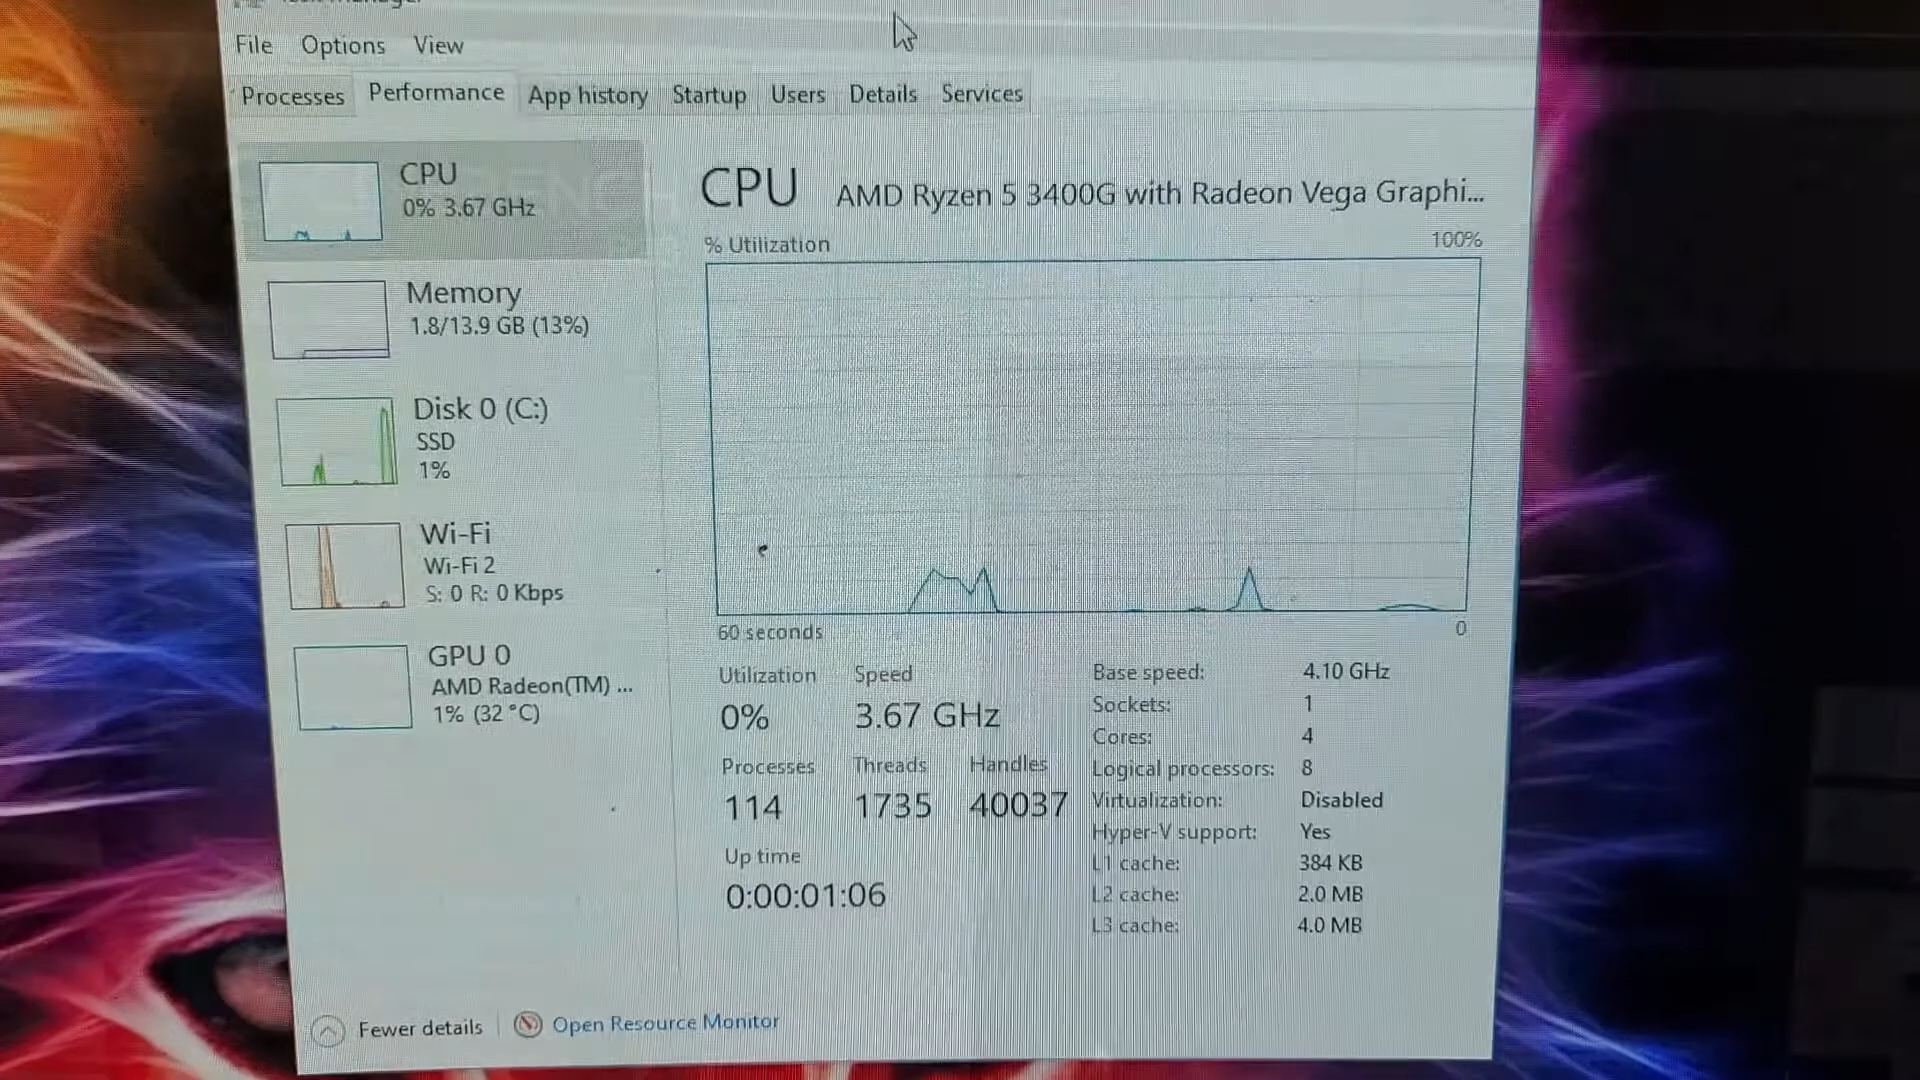 File Options View
Processes Performance App history Startup Users Details Services
CPU
0% 3.67 GHz
Memory
1.8/13.9 GB (13%)
Disk 0 (C:)
SSD
1%
Wi-Fi
Wi-Fi 2
S: 0 R: 0 Kbps
GPU 0
AMD Radeon(TM) ...
1% (32 °C)
CPU AMD Ryzen 5 3400G with Radeon Vega Graphi...
% Utilization 100%
60 seconds 0
Utilization Speed
0% 3.67 GHz
Processes Threads Handles
114 1735 40037
Up time
0:00:01:06
Base speed: 4.10 GHz
Sockets: 1
Cores: 4
Logical processors: 8
Virtualization: Disabled
Hyper-V support: Yes
L1 cache: 384 KB
L2 cache: 2.0 MB
L3 cache: 4.0 MB
Fewer details Open Resource Monitor